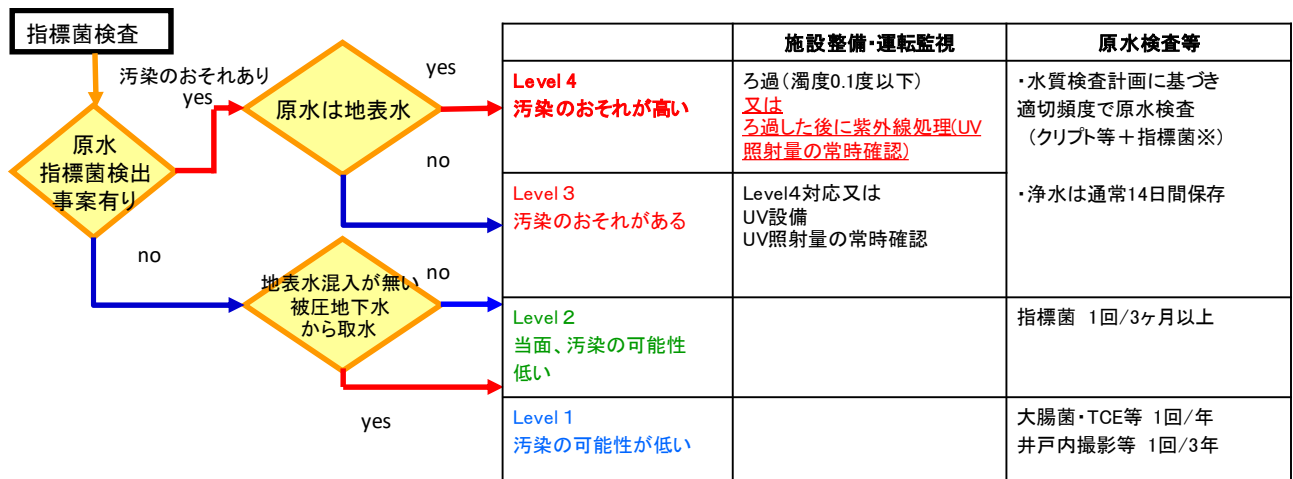 指標菌検査
汚染のおそれあり
yes
原水
指標菌検出
事案有り
原水は地表水
yes
no
no
地表水混入が無い
被圧地下水
から取水
no
yes
施設整備・運転監視
原水検査等
Level 4
汚染のおそれが高い
ろ過(濁度0.1度以下)
又は
ろ過した後に紫外線処理(UV
照射量の常時確認)
・水質検査計画に基づき
適切頻度で原水検査
(クリプト等+指標菌※)
・浄水は通常14日間保存
Level 3
汚染のおそれがある
Level4対応又は
UV設備
UV照射量の常時確認
Level 2
当面、汚染の可能性
低い
指標菌 1回/3ヶ月以上
Level 1
汚染の可能性が低い
大腸菌・TCE等 1回/年
井戸内撮影等 1回/3年